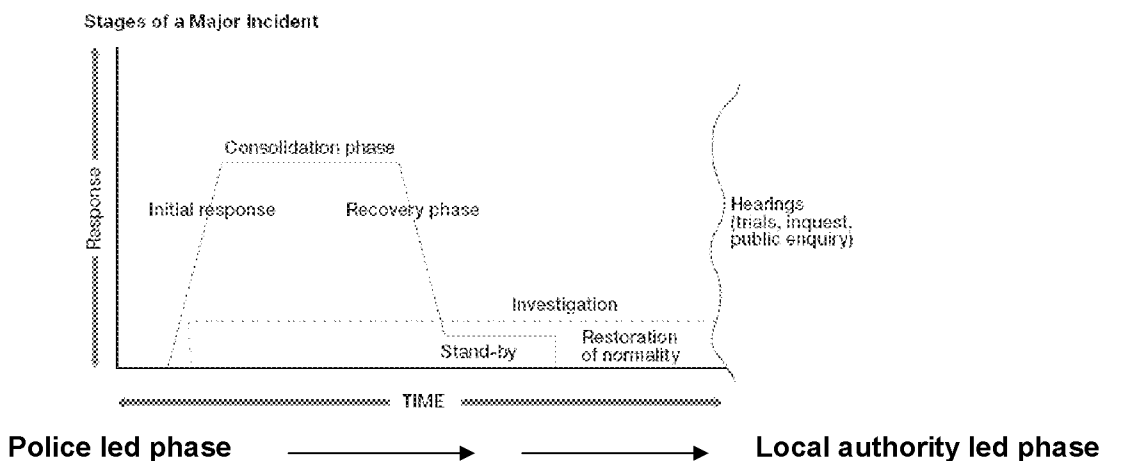 Stages of a Major Incident
Consolidation phase
Response
Initial response
Recovery phase
Hearings
(trials, inquest,
public enquiry)
Investigation
Restoration
of normality
Stand-by
TIME
Police led phase
Local authority led phase